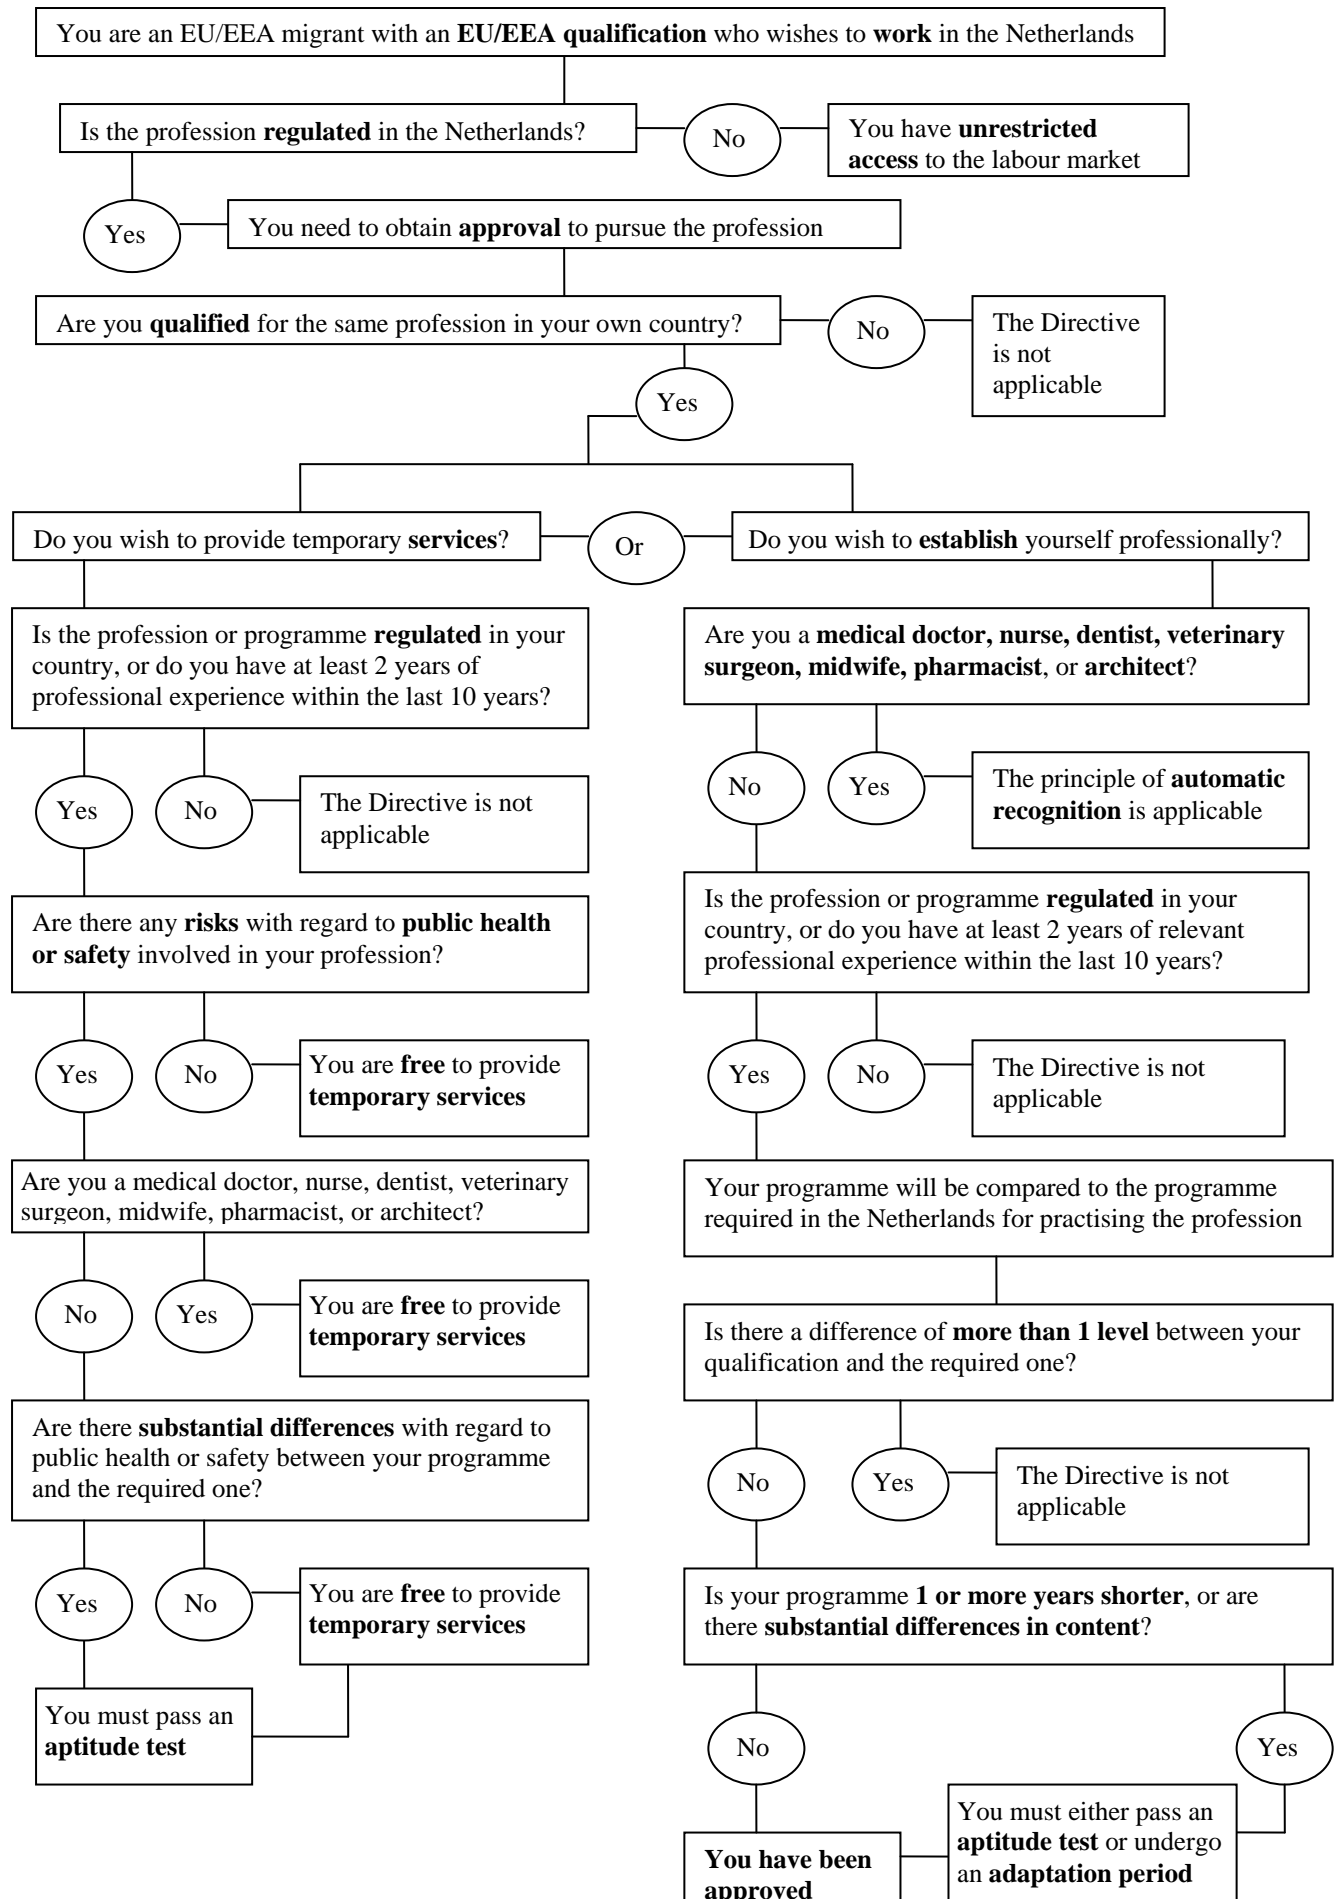 You are an EU/EEA migrant with an EU/EEA qualification who wishes to work in the Netherlands
Is the profession regulated in the Netherlands?
No
You have unrestricted
access to the labour market
Yes
You need to obtain approval to pursue the profession
Are you qualified for the same profession in your own country?
No
The Directive
is not
applicable
Yes
Do you wish to provide temporary services?
Or
Do you wish to establish yourself professionally?
Is the profession or programme regulated in your
country, or do you have at least 2 years of
professional experience within the last 10 years?
Yes
No
The Directive is not
applicable
Are there any risks with regard to public health
or safety involved in your profession?
Yes
No
You are free to provide
temporary services
Are you a medical doctor, nurse, dentist, veterinary
surgeon, midwife, pharmacist, or architect?
No
Yes
You are free to provide
temporary services
Are there substantial differences with regard to
public health or safety between your programme
and the required one?
Yes
No
You are free to provide
temporary services
You must pass an
aptitude test
Are you a medical doctor, nurse, dentist, veterinary
surgeon, midwife, pharmacist, or architect?
No
Yes
The principle of automatic
recognition is applicable
Is the profession or programme regulated in your
country, or do you have at least 2 years of relevant
professional experience within the last 10 years?
Yes
No
The Directive is not
applicable
Your programme will be compared to the programme
required in the Netherlands for practising the profession
Is there a difference of more than 1 level between your
qualification and the required one?
No
Yes
The Directive is not
applicable
Is your programme 1 or more years shorter, or are
there substantial differences in content?
No
Yes
You must either pass an
aptitude test or undergo
an adaptation period
You have been
approved